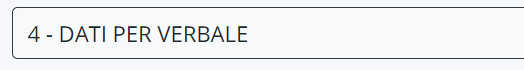 4 - DATI PER VERBALE